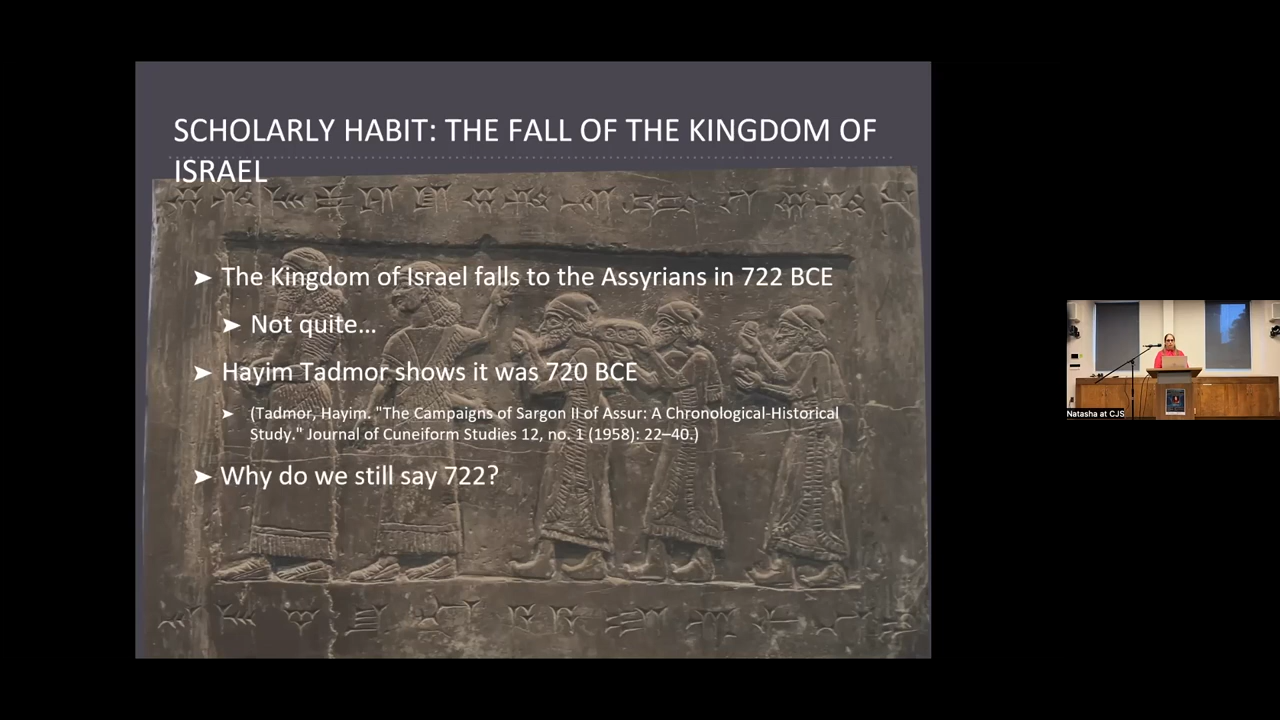 SCHOLARLY HABIT: THE FALL OF THE KINGDOM OF
ISRAEL
➤ The Kingdom of Israel falls to the Assyrians in 722 BCE
➤ Not quite...
➤ Hayim Tadmor shows it was 720 BCE
➤ (Tadmor, Hayim. "The Campaigns of Sargon II of Assur: A Chronological-Historical
Study." Journal of Cuneiform Studies 12, no. 1 (1958): 22–40.)
➤ Why do we still say 722?
Natasha at CJS